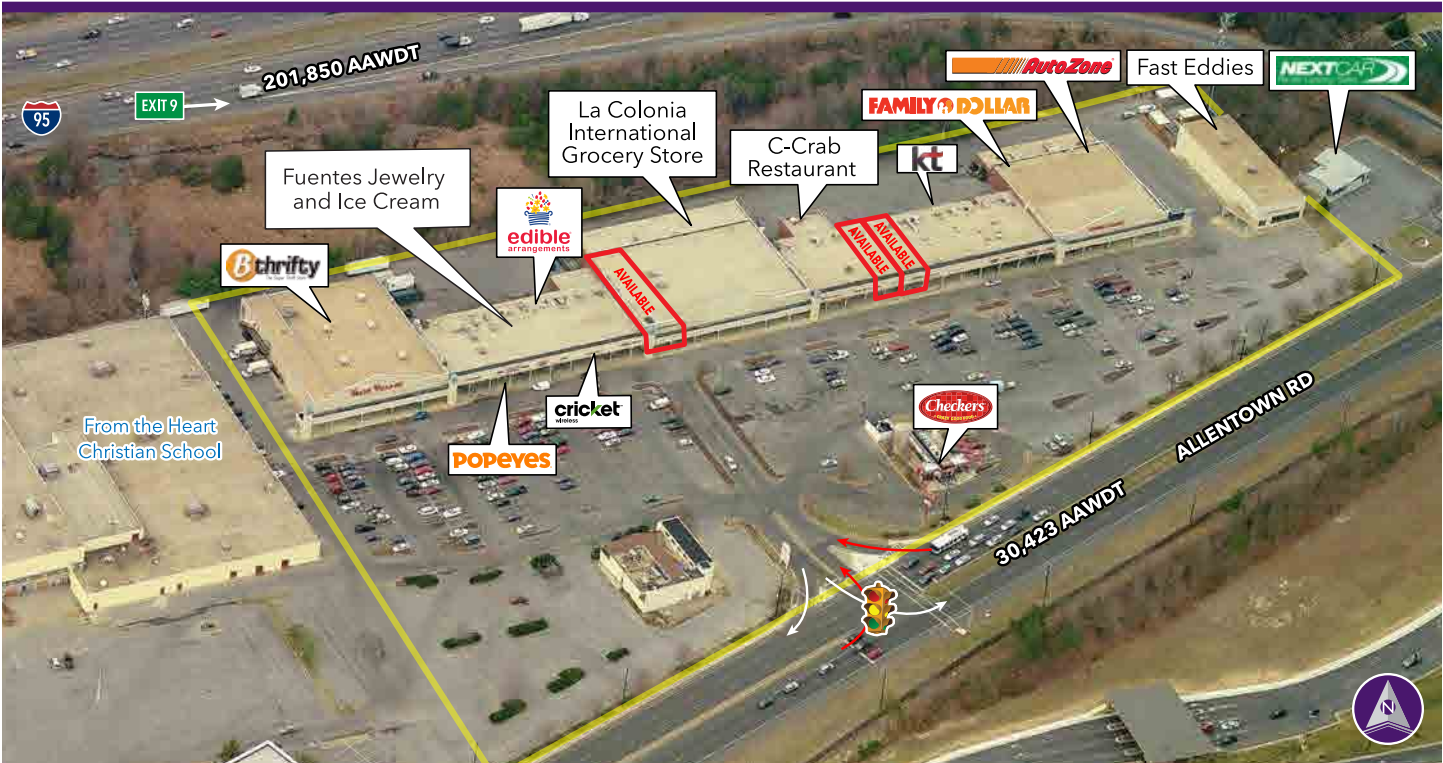 201,850 AAWDT
95
EXIT 9
AutoZone
Fast Eddies
NEXTCAR
FAMILY DOLLAR
La Colonia
International
Grocery Store
C-Crab
Restaurant
kt
Fuentes Jewelry
and Ice Cream
edible
arrangements
Bthrifty
AVAILABLE
AVAILABLE
AVAILABLE
cricket
wireless
POPEYES
Checkers
From the Heart
Christian School
ALLENTOWN RD
30,423 AAWDT
N